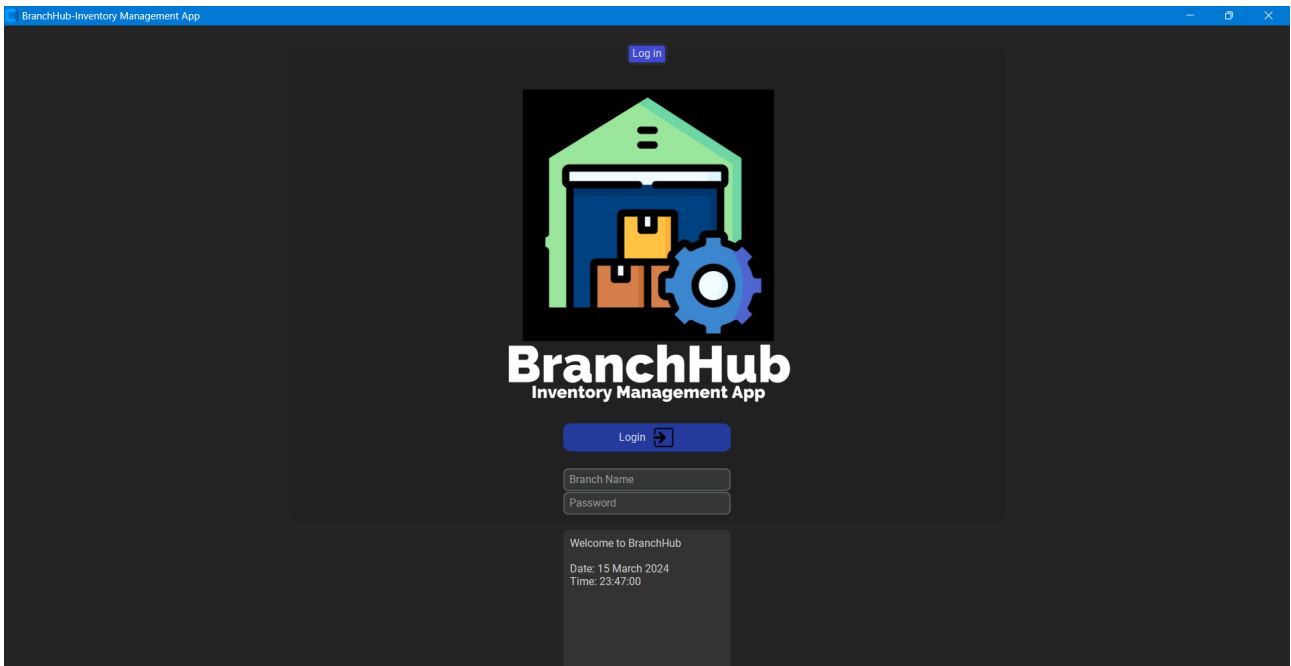 BranchHub-Inventory Management App
Log in
BranchHub
Inventory Management App
Login
Branch Name
Password
Welcome to BranchHub
Date: 15 March 2024
Time: 23:47:00